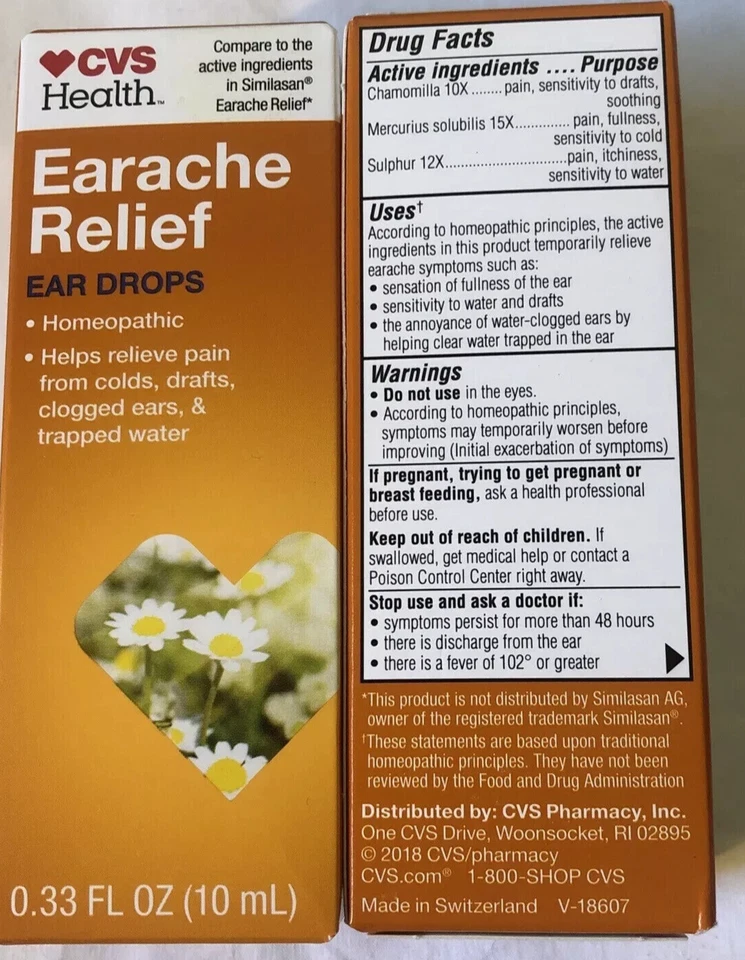 CVS
Health™
Compare to the
active ingredients
in Similasan®
Earache Relief*
Earache
Relief
EAR DROPS
• Homeopathic
• Helps relieve pain
from colds, drafts,
clogged ears, &
trapped water
0.33 FL OZ (10 mL)
Drug Facts
Active ingredients .... Purpose
Chamomilla 10X........pain, sensitivity to drafts,
soothing
Mercurius solubilis 15X.............pain, fullness,
sensitivity to cold
Sulphur 12X.............................pain, itchiness,
sensitivity to water
Uses†
According to homeopathic principles, the active
ingredients in this product temporarily relieve
earache symptoms such as:
• sensation of fullness of the ear
• sensitivity to water and drafts
• the annoyance of water-clogged ears by
helping clear water trapped in the ear
Warnings
• Do not use in the eyes.
• According to homeopathic principles,
symptoms may temporarily worsen before
improving (Initial exacerbation of symptoms)
If pregnant, trying to get pregnant or
breast feeding, ask a health professional
before use.
Keep out of reach of children. If
swallowed, get medical help or contact a
Poison Control Center right away.
Stop use and ask a doctor if:
• symptoms persist for more than 48 hours
• there is discharge from the ear
• there is a fever of 102° or greater
*This product is not distributed by Similasan AG,
owner of the registered trademark Similasan®.
†These statements are based upon traditional
homeopathic principles. They have not been
reviewed by the Food and Drug Administration
Distributed by: CVS Pharmacy, Inc.
One CVS Drive, Woonsocket, RI 02895
© 2018 CVS/pharmacy
CVS.com® 1-800-SHOP CVS
Made in Switzerland V-18607